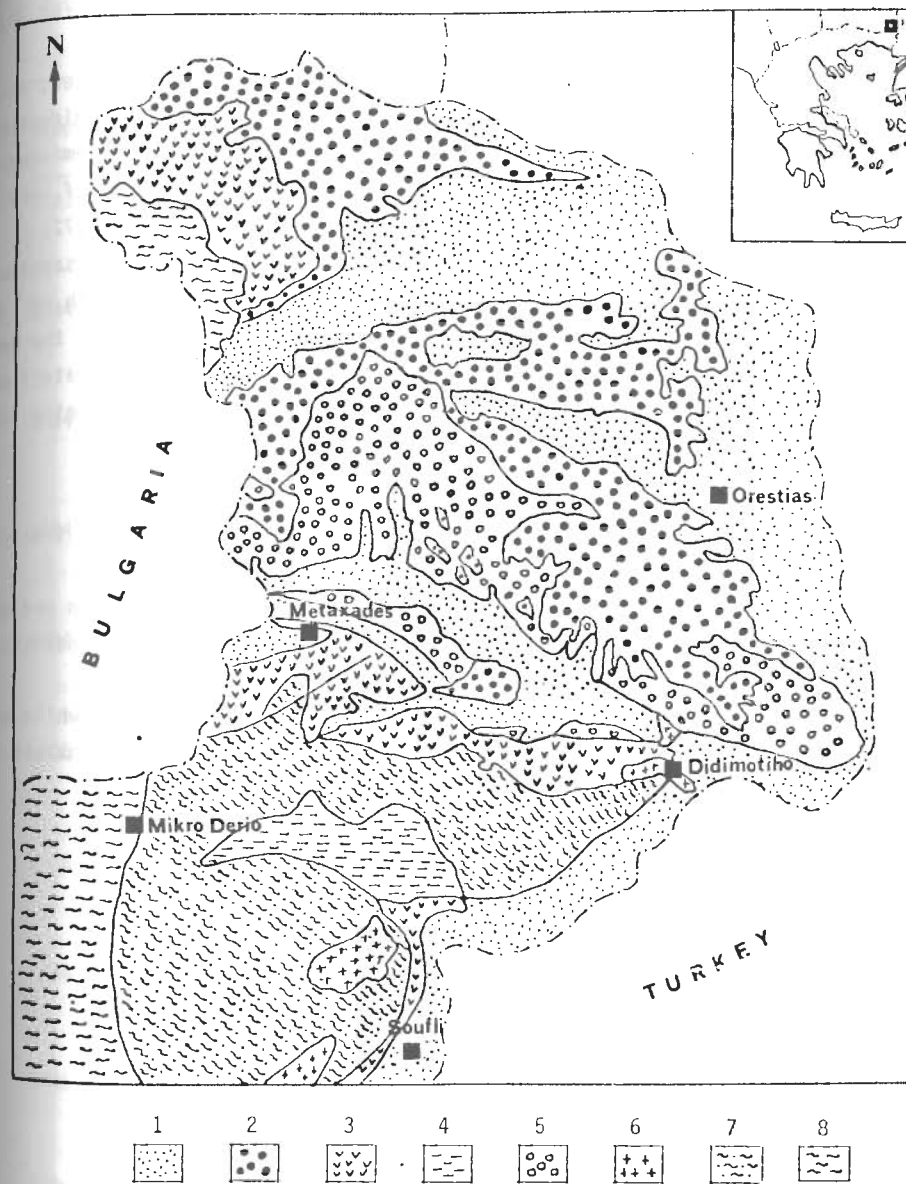 N
BULGARIA
Orestias
Metaxades
Didimotiho
Mikro Derio
TURKEY
Soufli
1 2 3 4 5 6 7 8